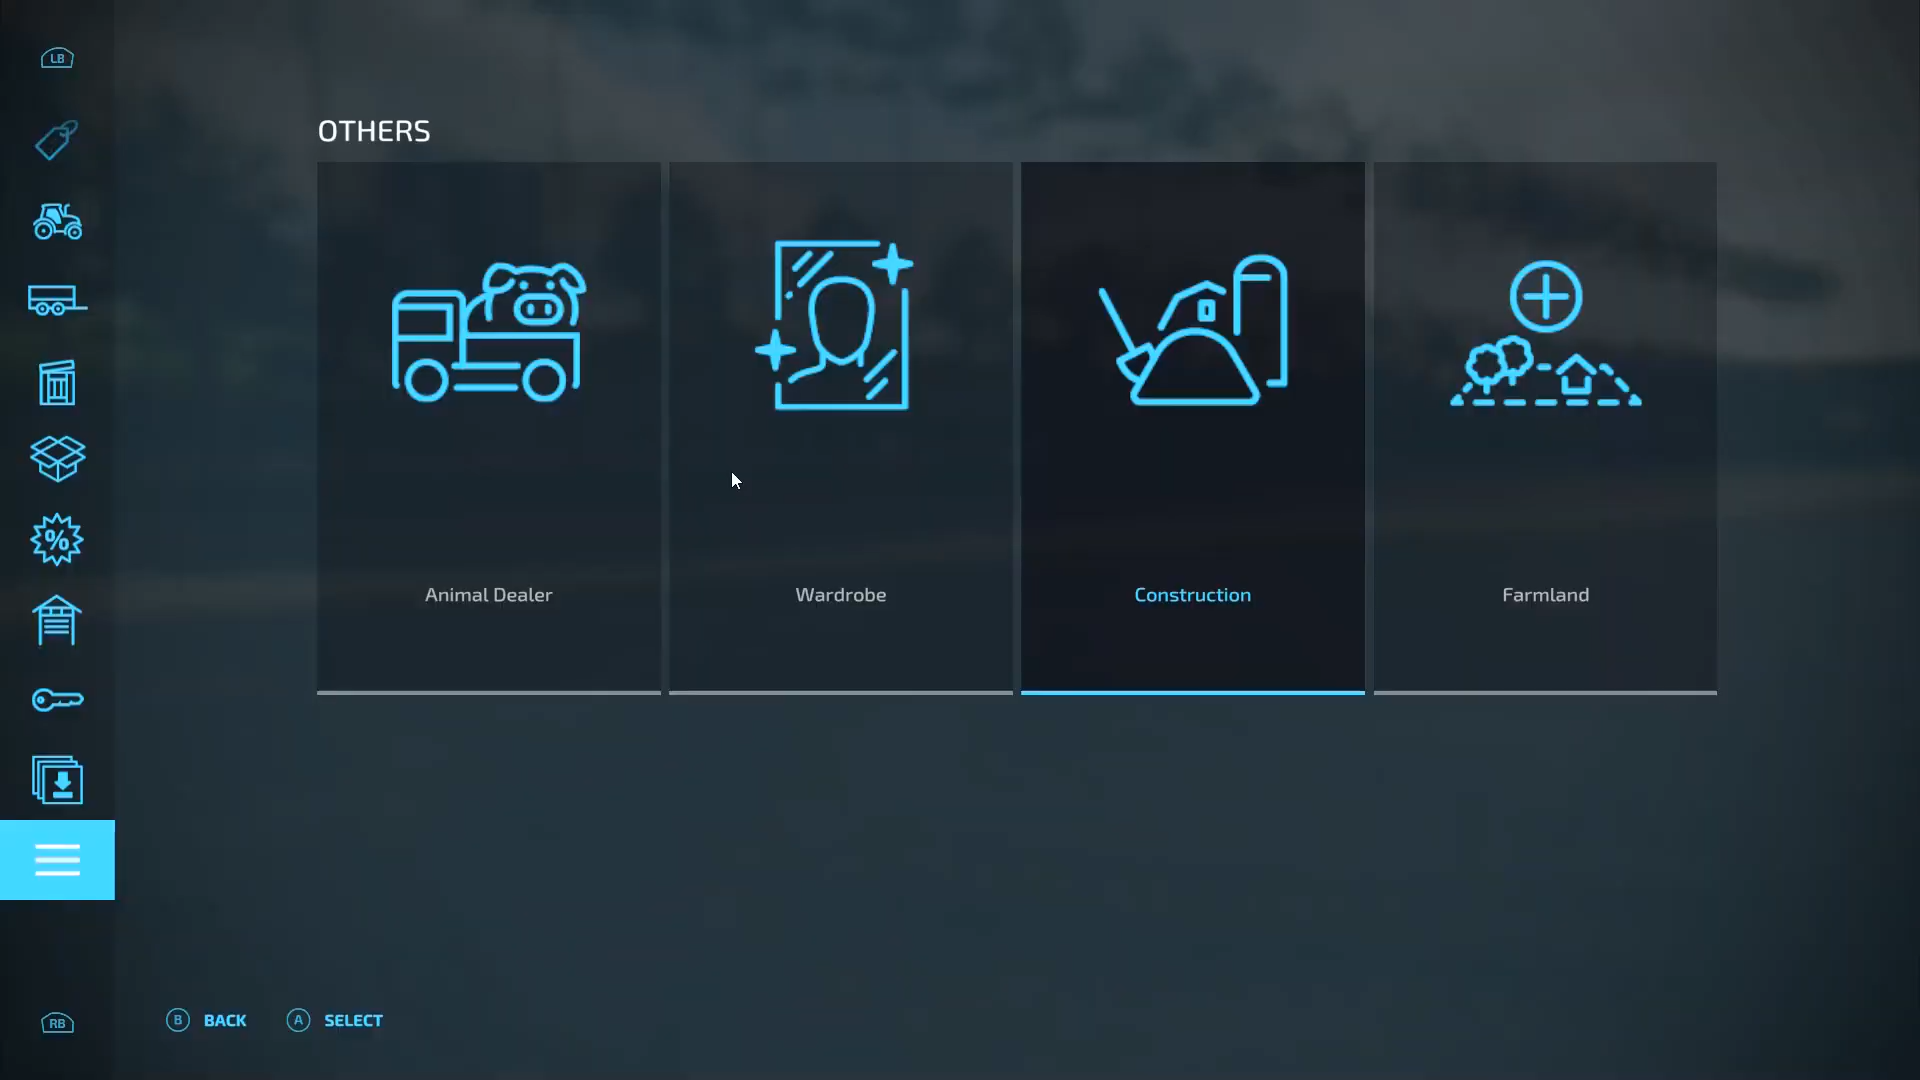 LB
OTHERS
Animal Dealer
Wardrobe
Construction
Farmland
%
RB
B BACK A SELECT